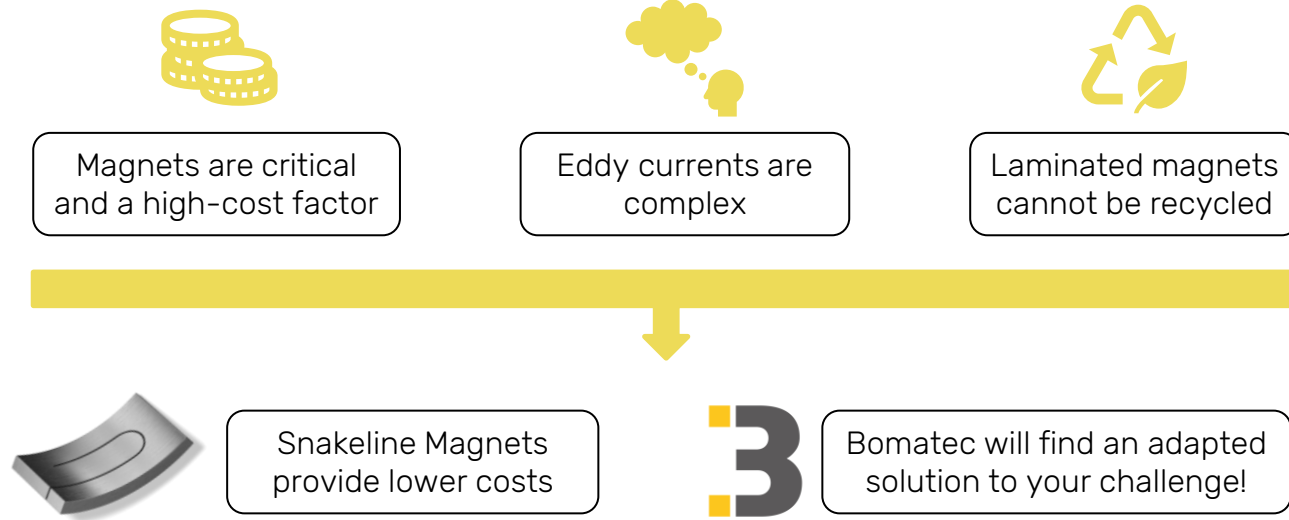 Magnets are critical
and a high-cost factor
Eddy currents are
complex
Laminated magnets
cannot be recycled
Snakeline Magnets
provide lower costs
Bomatec will find an adapted
solution to your challenge!